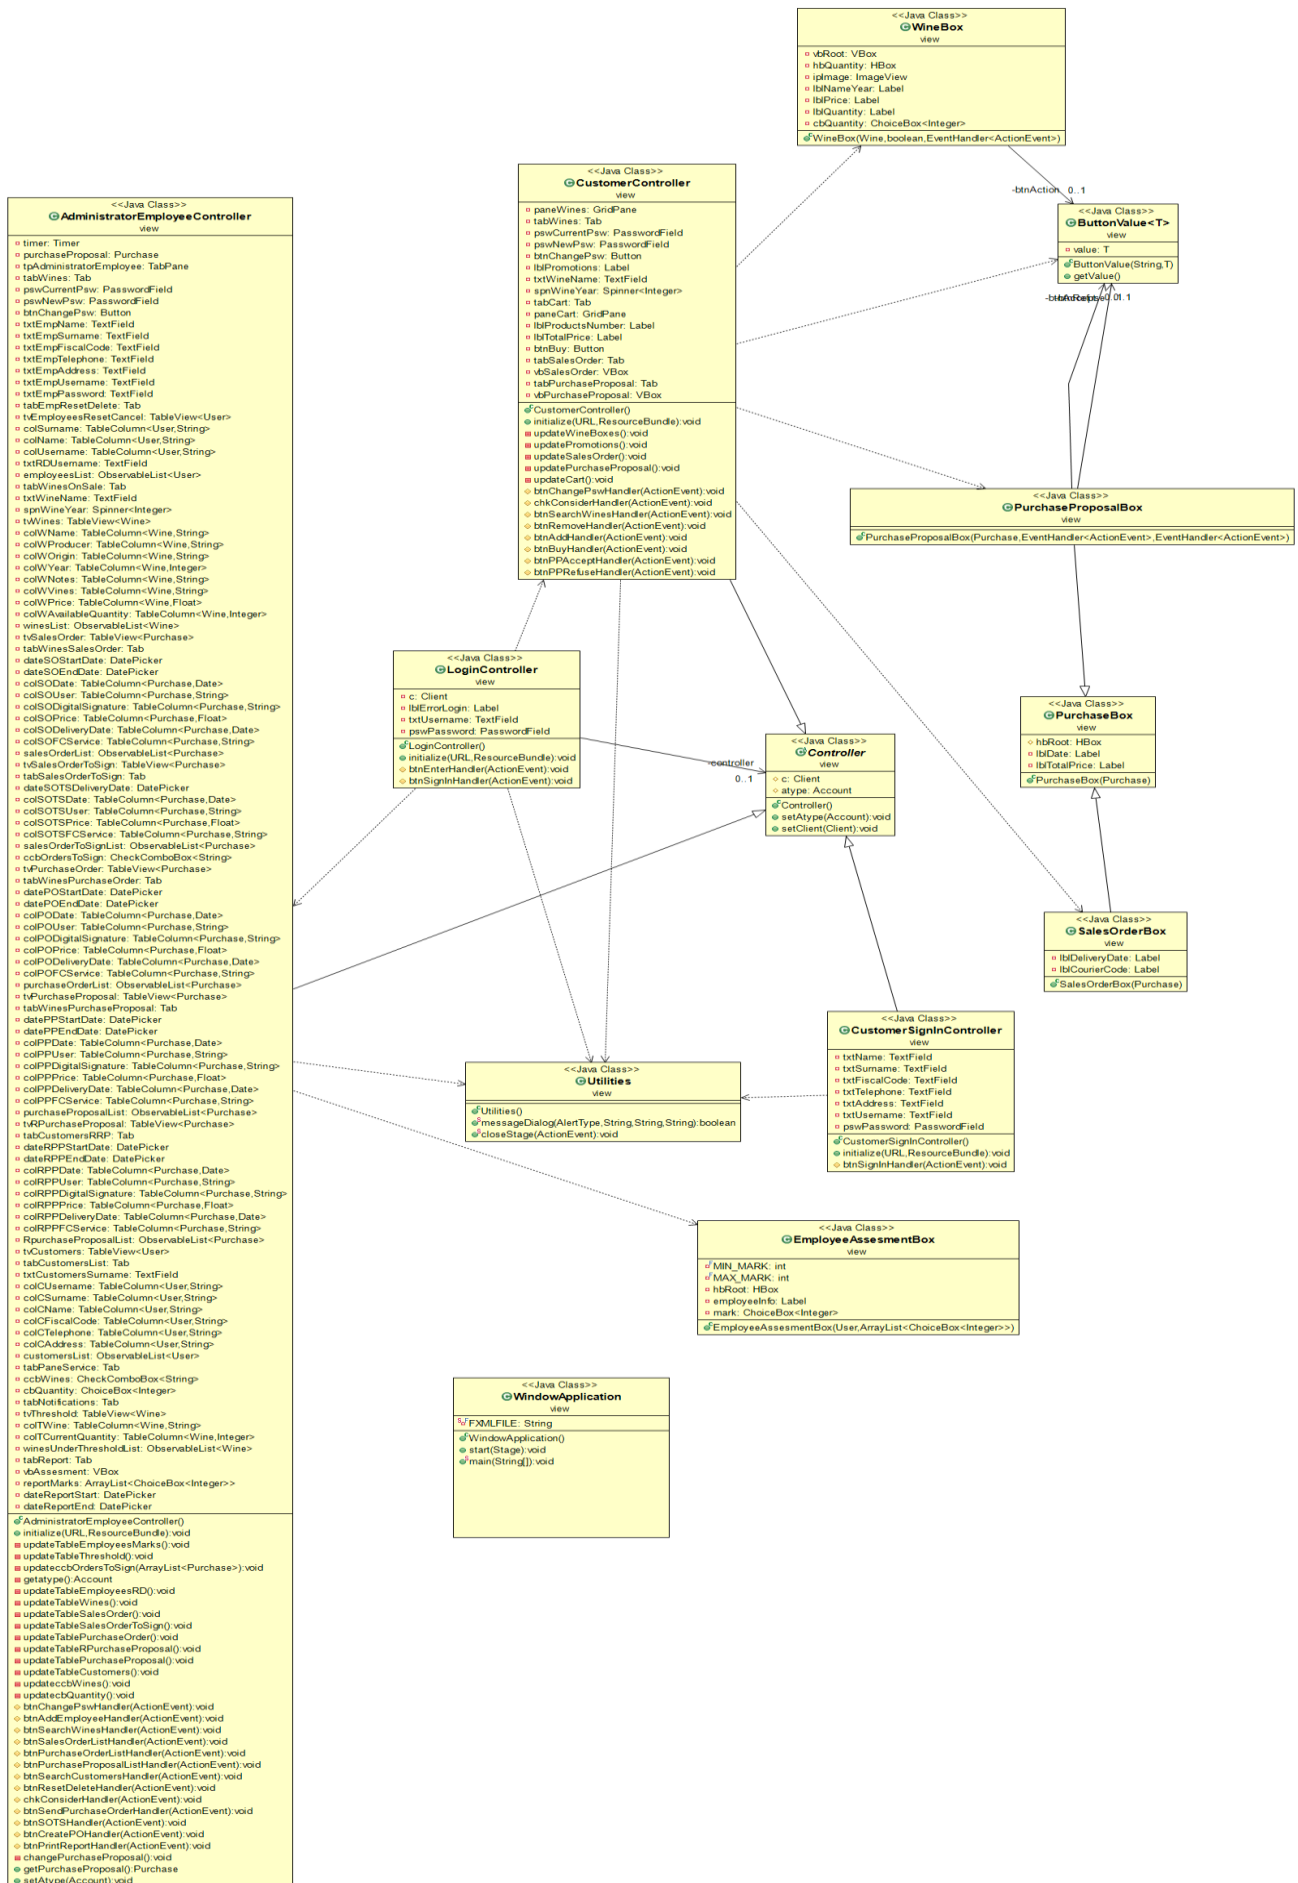 <<Java Class>>
WineBox
view
vbRoot: VBox
hbQuantity: HBox
ipImage: ImageView
lblNameYear: Label
lblPrice: Label
lblQuantity: Label
cbQuantity: ChoiceBox<Integer>
WineBox(Wine,boolean,EventHandler<ActionEvent>)
-btnAction
0..1
<<Java Class>>
ButtonValue<T>
view
value: T
ButtonValue(String,T)
getValue()
<<Java Class>>
CustomerController
view
paneWines: GridPane
tabWines: Tab
pswCurrentPsw: PasswordField
pswNewPsw: PasswordField
btnChangePsw: Button
lblPromotions: Label
txtWineName: TextField
spnWineYear: Spinner<Integer>
tabCart: Tab
paneCart: GridPane
lblProductsNumber: Label
lblTotalPrice: Label
btnBuy: Button
tabSalesOrder: Tab
vbSalesOrder: VBox
tabPurchaseProposal: Tab
vbPurchaseProposal: VBox
CustomerController()
initialize(URL,ResourceBundle):void
updateWineBoxes():void
updatePromotions():void
updateSalesOrder():void
updatePurchaseProposal():void
updateCart():void
btnChangePswHandler(ActionEvent):void
chkConsiderHandler(ActionEvent):void
btnSearchWinesHandler(ActionEvent):void
btnRemoveHandler(ActionEvent):void
btnAddHandler(ActionEvent):void
btnBuyHandler(ActionEvent):void
btnPPAcceptHandler(ActionEvent):void
btnPPRefuseHandler(ActionEvent):void
<<Java Class>>
PurchaseProposalBox
view
PurchaseProposalBox(Purchase,EventHandler<ActionEvent>,EventHandler<ActionEvent>)
<<Java Class>>
AdministratorEmployeeController
view
timer: Timer
purchaseProposal: Purchase
tpAdministratorEmployee: TabPane
tabWines: Tab
pswCurrentPsw: PasswordField
pswNewPsw: PasswordField
btnChangePsw: Button
txtEmpName: TextField
txtEmpSurname: TextField
txtEmpFiscalCode: TextField
txtEmpTelephone: TextField
txtEmpAddress: TextField
txtEmpUsername: TextField
txtEmpPassword: TextField
tabEmpResetDelete: Tab
tvEmployeesResetCancel: TableView<User>
colSurname: TableColumn<User,String>
colName: TableColumn<User,String>
colUsername: TableColumn<User,String>
txtRDUsername: TextField
employeesList: ObservableList<User>
tabWinesOnSale: Tab
txtWineName: TextField
spnWineYear: Spinner<Integer>
tvWines: TableView<Wine>
colWName: TableColumn<Wine,String>
colWProducer: TableColumn<Wine,String>
colWOrigin: TableColumn<Wine,String>
colWYear: TableColumn<Wine,Integer>
colWNotes: TableColumn<Wine,String>
colWVines: TableColumn<Wine,String>
colWPrice: TableColumn<Wine,Float>
colWAvailableQuantity: TableColumn<Wine,Integer>
winesList: ObservableList<Wine>
tvSalesOrder: TableView<Purchase>
tabWinesSalesOrder: Tab
dateSOStartDate: DatePicker
dateSOEndDate: DatePicker
colSODate: TableColumn<Purchase,Date>
colSOUser: TableColumn<Purchase,String>
colSODigitalSignature: TableColumn<Purchase,String>
colSOPrice: TableColumn<Purchase,Float>
colSODeliveryDate: TableColumn<Purchase,Date>
colSOFCService: TableColumn<Purchase,String>
salesOrderList: ObservableList<Purchase>
tvSalesOrderToSign: TableView<Purchase>
tabSalesOrderToSign: Tab
dateSOTSDeliveryDate: DatePicker
colSOTSDate: TableColumn<Purchase,Date>
colSOTSUser: TableColumn<Purchase,String>
colSOTSPrice: TableColumn<Purchase,Float>
colSOTSFCService: TableColumn<Purchase,String>
salesOrderToSignList: ObservableList<Purchase>
ccbOrdersToSign: CheckComboBox<String>
tvPurchaseOrder: TableView<Purchase>
tabWinesPurchaseOrder: Tab
datePOStartDate: DatePicker
datePOEndDate: DatePicker
colPODate: TableColumn<Purchase,Date>
colPOUser: TableColumn<Purchase,String>
colPODigitalSignature: TableColumn<Purchase,String>
colPOPrice: TableColumn<Purchase,Float>
colPODeliveryDate: TableColumn<Purchase,Date>
colPOFCService: TableColumn<Purchase,String>
purchaseOrderList: ObservableList<Purchase>
tvPurchaseProposal: TableView<Purchase>
tabWinesPurchaseProposal: Tab
datePPStartDate: DatePicker
datePPEndDate: DatePicker
colPPDate: TableColumn<Purchase,Date>
colPPUser: TableColumn<Purchase,String>
colPPDigitalSignature: TableColumn<Purchase,String>
colPPPrice: TableColumn<Purchase,Float>
colPPDeliveryDate: TableColumn<Purchase,Date>
colPPFCService: TableColumn<Purchase,String>
purchaseProposalList: ObservableList<Purchase>
tvRPurchaseProposal: TableView<Purchase>
tabCustomersRRP: Tab
dateRPPStartDate: DatePicker
dateRPPEndDate: DatePicker
colRPPDate: TableColumn<Purchase,Date>
colRPPUser: TableColumn<Purchase,String>
colRPPDigitalSignature: TableColumn<Purchase,String>
colRPPPrice: TableColumn<Purchase,Float>
colRPPDeliveryDate: TableColumn<Purchase,Date>
colRPPFCService: TableColumn<Purchase,String>
RpurchaseProposalList: ObservableList<Purchase>
tvCustomers: TableView<User>
tabCustomersList: Tab
txtCustomersSurname: TextField
colCUsername: TableColumn<User,String>
colCSurname: TableColumn<User,String>
colCName: TableColumn<User,String>
colCFiscalCode: TableColumn<User,String>
colCTelephone: TableColumn<User,String>
colCAddress: TableColumn<User,String>
customersList: ObservableList<User>
tabPaneService: Tab
ccbWines: CheckComboBox<String>
cbQuantity: ChoiceBox<Integer>
tabNotifications: Tab
tvThreshold: TableView<Wine>
colTWine: TableColumn<Wine,String>
colTCurrentQuantity: TableColumn<Wine,Integer>
winesUnderThresholdList: ObservableList<Wine>
tabReport: Tab
vbAssesment: VBox
reportMarks: ArrayList<ChoiceBox<Integer>>
dateReportStart: DatePicker
dateReportEnd: DatePicker
AdministratorEmployeeController()
initialize(URL,ResourceBundle):void
updateTableEmployeesMarks():void
updateTableThreshold():void
updateccbOrdersToSign(ArrayList<Purchase>):void
getatype():Account
updateTableEmployeesRD():void
updateTableWines():void
updateTableSalesOrder():void
updateTableSalesOrderToSign():void
updateTablePurchaseOrder():void
updateTableRPurchaseProposal():void
updateTablePurchaseProposal():void
updateTableCustomers():void
updateccbWines():void
updatecbQuantity():void
btnChangePswHandler(ActionEvent):void
btnAddEmployeeHandler(ActionEvent):void
btnSearchWinesHandler(ActionEvent):void
btnSalesOrderListHandler(ActionEvent):void
btnPurchaseOrderListHandler(ActionEvent):void
btnPurchaseProposalListHandler(ActionEvent):void
btnSearchCustomersHandler(ActionEvent):void
btnResetDeleteHandler(ActionEvent):void
chkConsiderHandler(ActionEvent):void
btnSendPurchaseOrderHandler(ActionEvent):void
btnSOTSHandler(ActionEvent):void
btnCreatePOHandler(ActionEvent):void
btnPrintReportHandler(ActionEvent):void
changePurchaseProposal():void
getPurchaseProposal():Purchase
setAtype(Account):void
<<Java Class>>
LoginController
view
c: Client
lblErrorLogin: Label
txtUsername: TextField
pswPassword: PasswordField
LoginController()
initialize(URL,ResourceBundle):void
btnEnterHandler(ActionEvent):void
btnSignInHandler(ActionEvent):void
-controller
0..1
<<Java Class>>
Controller
view
c: Client
atype: Account
Controller()
setAtype(Account):void
setClient(Client):void
<<Java Class>>
PurchaseBox
view
hbRoot: HBox
lblDate: Label
lblTotalPrice: Label
PurchaseBox(Purchase)
<<Java Class>>
SalesOrderBox
view
lblDeliveryDate: Label
lblCourierCode: Label
SalesOrderBox(Purchase)
<<Java Class>>
CustomerSignInController
view
txtName: TextField
txtSurname: TextField
txtFiscalCode: TextField
txtTelephone: TextField
txtAddress: TextField
txtUsername: TextField
pswPassword: PasswordField
CustomerSignInController()
initialize(URL,ResourceBundle):void
btnSignInHandler(ActionEvent):void
<<Java Class>>
Utilities
view
Utilities()
messageDialog(AlertType,String,String,String):boolean
closeStage(ActionEvent):void
<<Java Class>>
EmployeeAssesmentBox
view
MIN_MARK: int
MAX_MARK: int
hbRoot: HBox
employeeInfo: Label
mark: ChoiceBox<Integer>
EmployeeAssesmentBox(User,ArrayList<ChoiceBox<Integer>>)
<<Java Class>>
WindowApplication
view
FXMLFILE: String
WindowApplication()
start(Stage):void
main(String[]):void